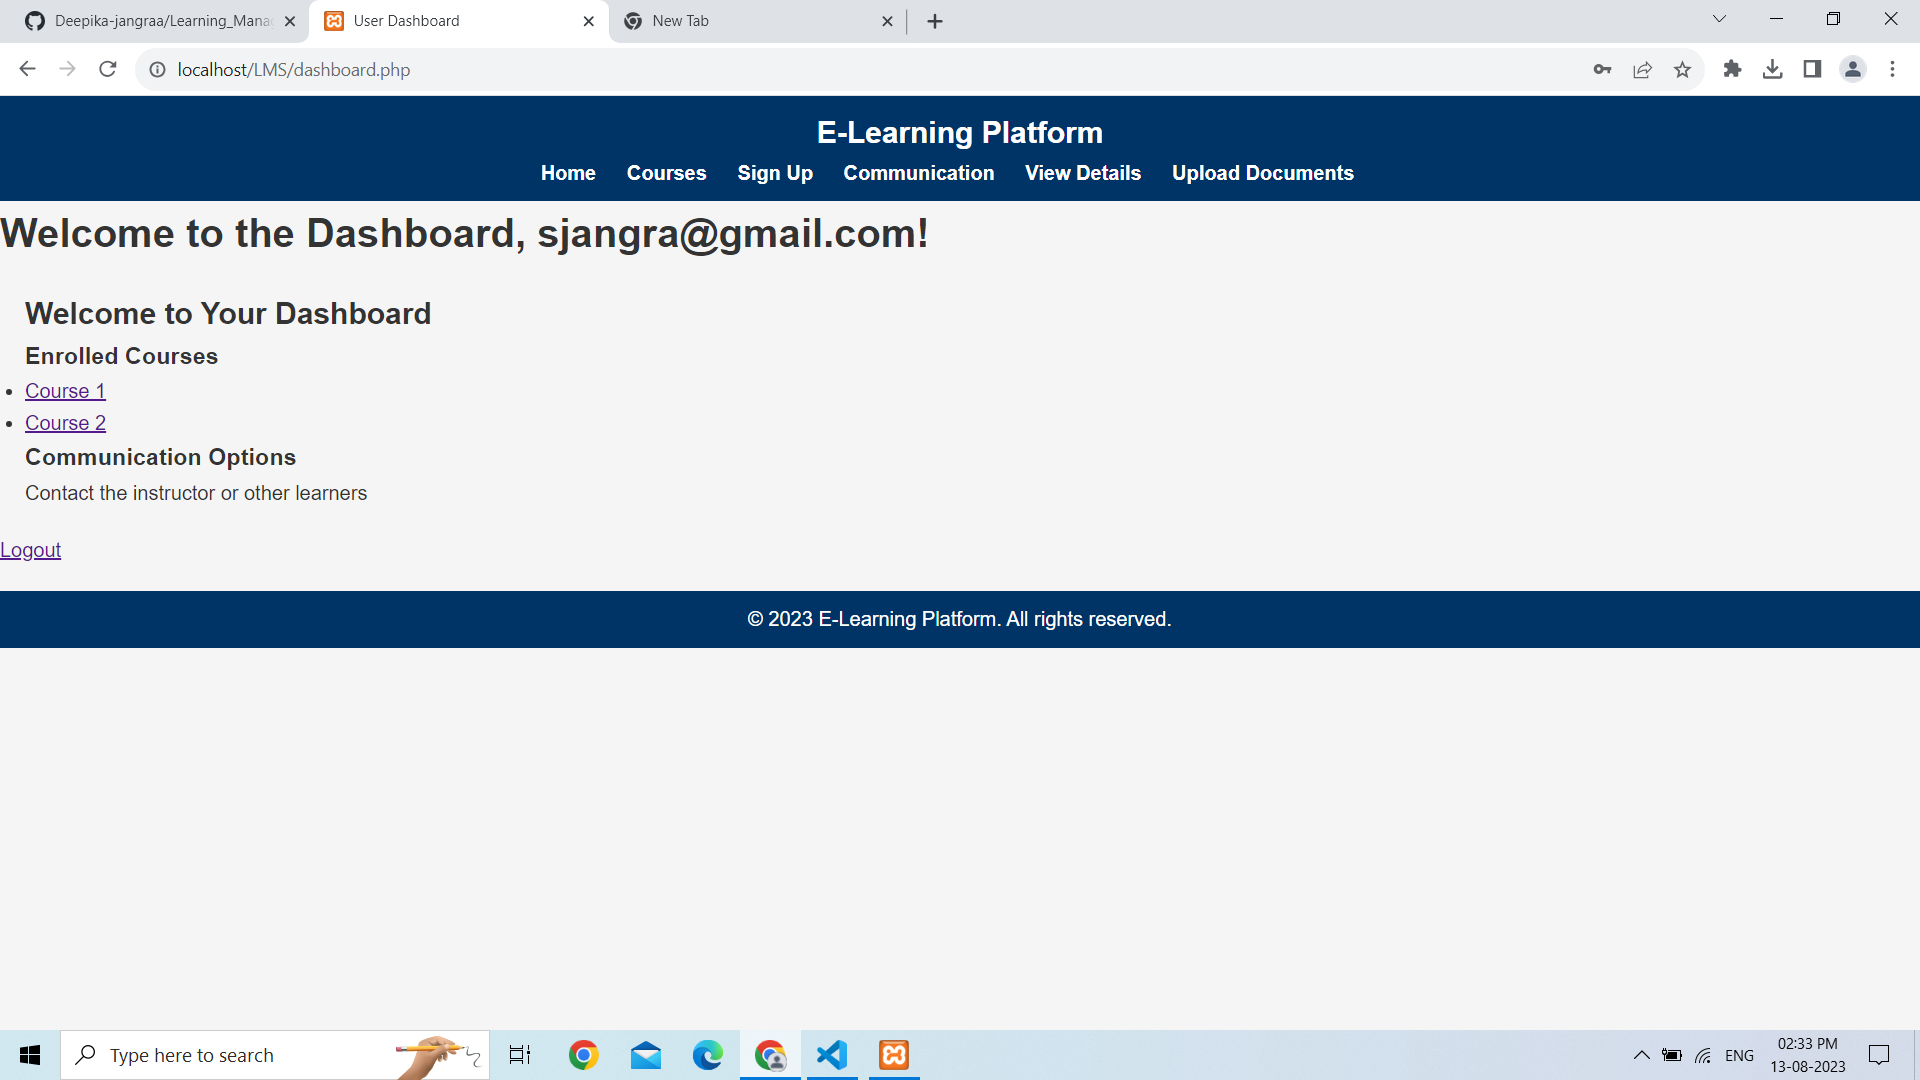 Deepika-jangraa/Learning_Mana
User Dashboard
New Tab
localhost/LMS/dashboard.php
E-Learning Platform
Home Courses Sign Up Communication View Details Upload Documents
Welcome to the Dashboard, sjangra@gmail.com!
Welcome to Your Dashboard
Enrolled Courses
• Course 1
• Course 2
Communication Options
Contact the instructor or other learners
Logout
© 2023 E-Learning Platform. All rights reserved.
Type here to search
ENG
02:33 PM
13-08-2023